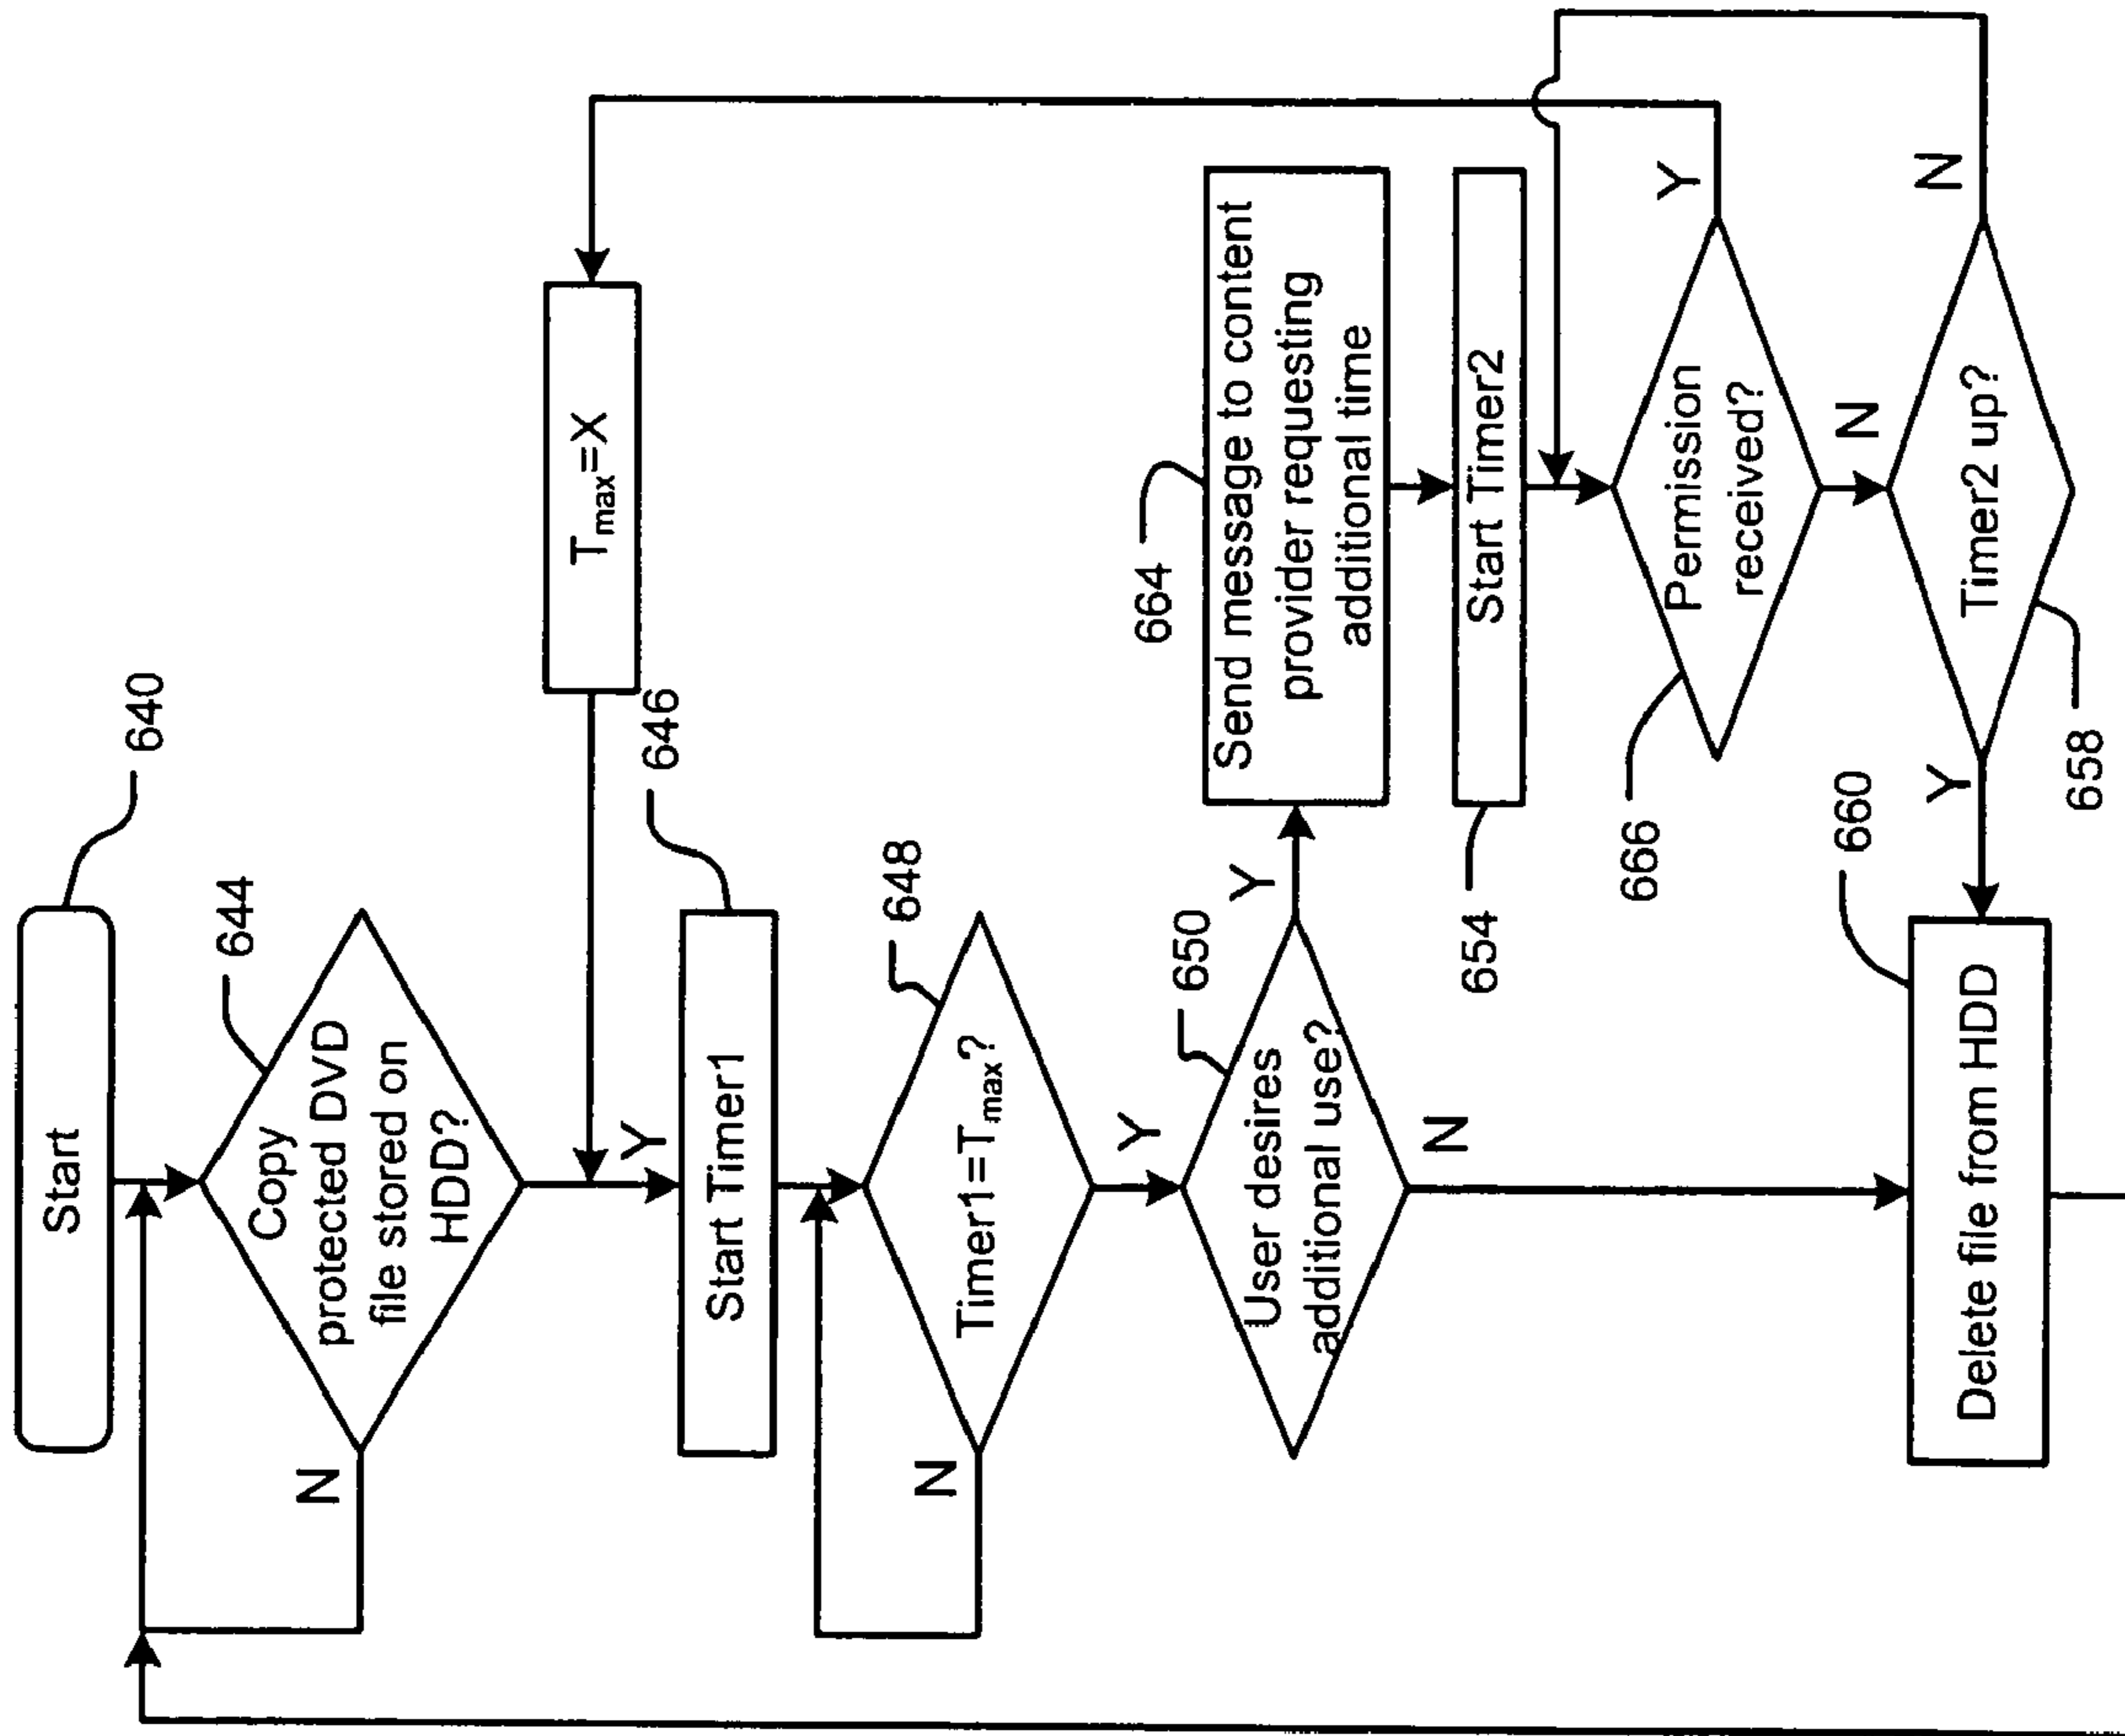 Start
640
Copy
protected DVD
file stored on
HDD?
644
N
Y
T_max=X
Start Timer1
646
Timer1=T_max?
648
N
Y
User desires
additional use?
650
Y
N
Send message to content
provider requesting
additional time
664
Start Timer2
654
Permission
received?
666
Y
N
Timer2 up?
658
N
Y
Delete file from HDD
660